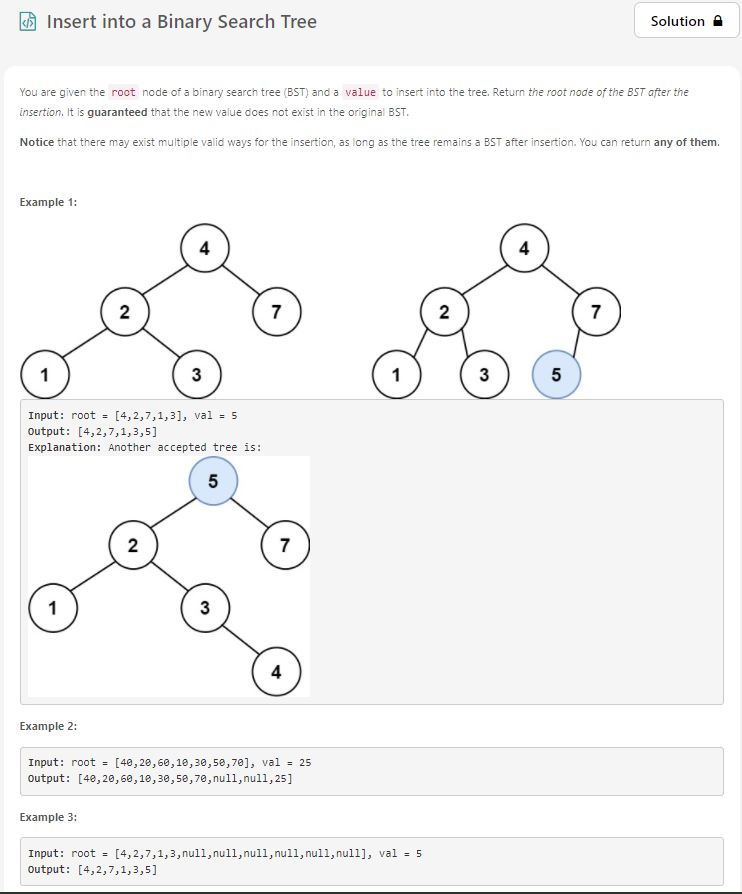 Insert into a Binary Search Tree
Solution
You are given the root node of a binary search tree (BST) and a value to insert into the tree. Return the root node of the BST after the
insertion. It is guaranteed that the new value does not exist in the original BST.
Notice that there may exist multiple valid ways for the insertion, as long as the tree remains a BST after insertion. You can return any of them.
Example 1:
4 4
2 7 2 7
1 3 1 3 5
Input: root = [4,2,7,1,3], val = 5
Output: [4,2,7,1,3,5]
Explanation: Another accepted tree is:
5
2 7
1 3
4
Example 2:
Input: root = [40,20,60,10,30,50,70], val = 25
Output: [40,20,60,10,30,50,70,null,null,25]
Example 3:
Input: root = [4,2,7,1,3,null,null,null,null,null,null], val = 5
Output: [4,2,7,1,3,5]